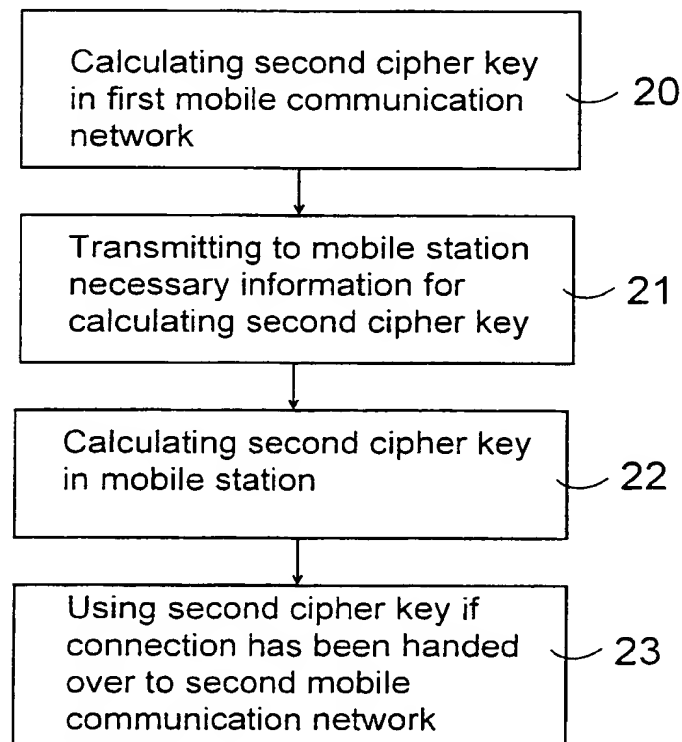 Calculating second cipher key
in first mobile communication
network
20
Transmitting to mobile station
necessary information for
calculating second cipher key
21
Calculating second cipher key
in mobile station
22
Using second cipher key if
connection has been handed
over to second mobile
communication network
23